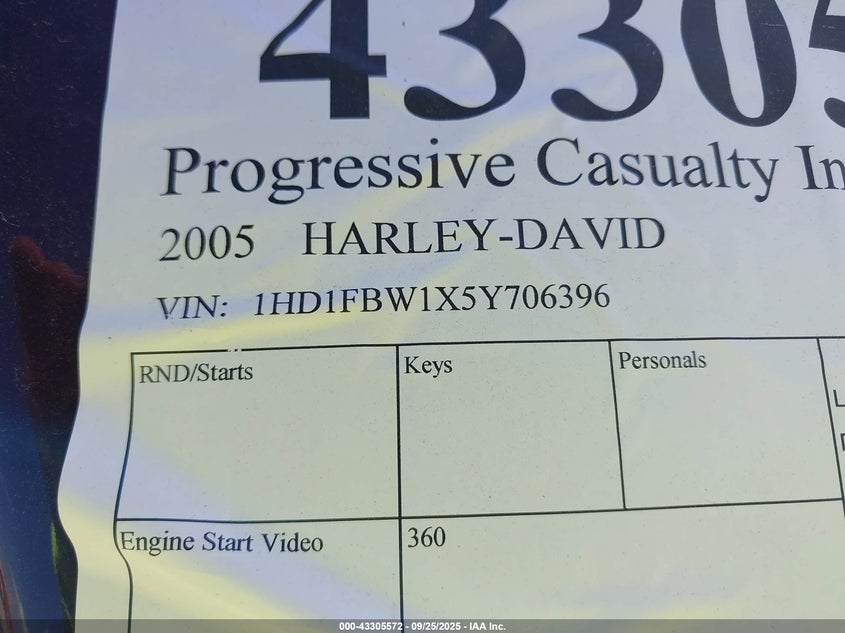 43305
Progressive Casualty In
2005 HARLEY-DAVID
VIN: 1HD1FBW1X5Y706396
RND/Starts
Keys
Personals
L
Engine Start Video
360
000-43305572 - 09/25/2025 - IAA Inc.